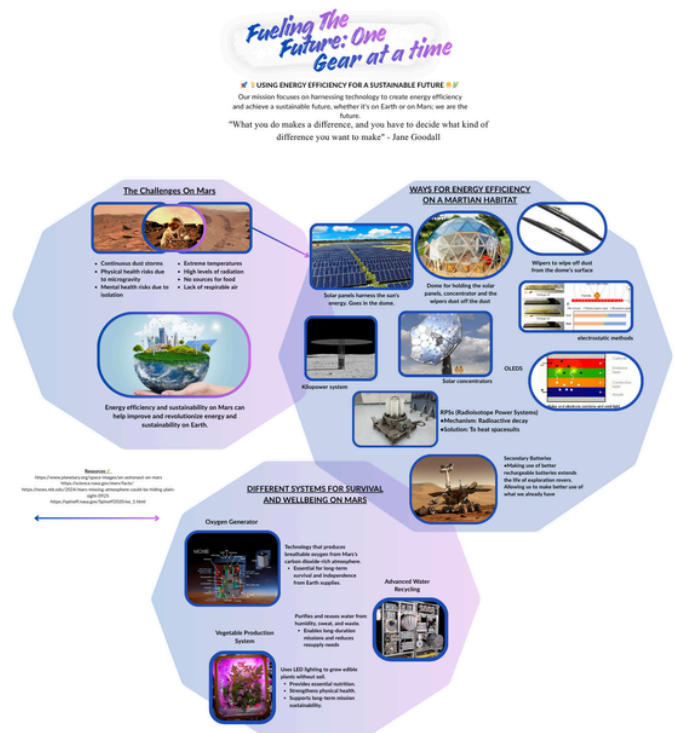 Fueling The
Future: One
Gear at a time
🚀💡USING ENERGY EFFICIENCY FOR A SUSTAINABLE FUTURE
Our mission focuses on harnessing technology to create energy efficiency
and achieve a sustainable future, whether it's on Earth or on Mars; we are the
future.
"What you do makes a difference, and you have to decide what kind of
difference you want to make" - Jane Goodall
The Challenges On Mars
• Continuous dust storms
• Physical health risks due
to microgravity
• Mental health risks due to
isolation
• Extreme temperatures
• High levels of radiation
• No sources for food
• Lack of respirable air
Energy efficiency and sustainability on Mars can
help improve and revolutionize energy and
sustainability on Earth.
WAYS FOR ENERGY EFFICIENCY
ON A MARTIAN HABITAT
Solar panels harness the sun's
energy. Goes in the dome.
Dome for holding the solar
panels, concentrator and the
wipers dust off the dust
Wipers to wipe off dust
from the dome's surface
electrostatic methods
Kilopower system
Solar concentrators
OLEDS
RPSs (Radioisotope Power Systems)
•Mechanism: Radioactive decay
•Solution: To heat spacesuits
Secondary Batteries
•Making use of better
rechargeable batteries extends
the life of exploration rovers.
Allowing us to make better use of
what we already have
Resources
DIFFERENT SYSTEMS FOR SURVIVAL
AND WELLBEING ON MARS
Oxygen Generator
MOXIE
Technology that produces
breathable oxygen from Mars's
carbon dioxide-rich atmosphere.
• Essential for long-term
survival and independence
from Earth supplies.
Advanced Water
Recycling
Purifies and reuses water from
humidity, sweat, and waste.
• Enables long-duration
missions and reduces
resupply needs
Vegetable Production
System
Uses LED lighting to grow edible
plants without soil.
• Provides essential nutrition.
• Strengthens physical health.
• Supports long-term mission
sustainability.